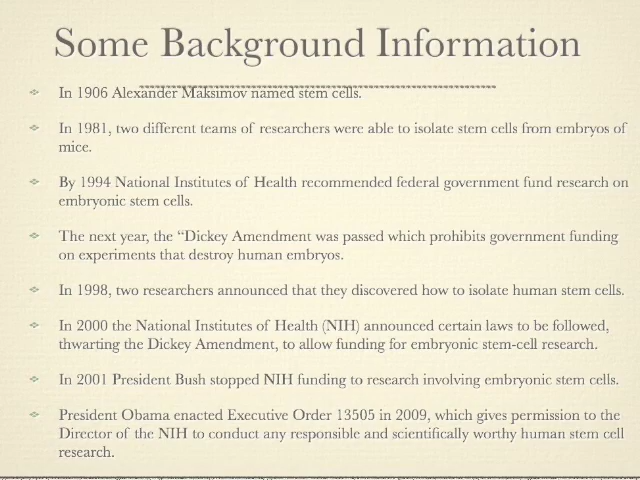 Some Background Information
In 1906 Alexander Maksimov named stem cells.
In 1981, two different teams of researchers were able to isolate stem cells from embryos of
mice.
By 1994 National Institutes of Health recommended federal government fund research on
embryonic stem cells.
The next year, the “Dickey Amendment was passed which prohibits government funding
on experiments that destroy human embryos.
In 1998, two researchers announced that they discovered how to isolate human stem cells.
In 2000 the National Institutes of Health (NIH) announced certain laws to be followed,
thwarting the Dickey Amendment, to allow funding for embryonic stem-cell research.
In 2001 President Bush stopped NIH funding to research involving embryonic stem cells.
President Obama enacted Executive Order 13505 in 2009, which gives permission to the
Director of the NIH to conduct any responsible and scientifically worthy human stem cell
research.